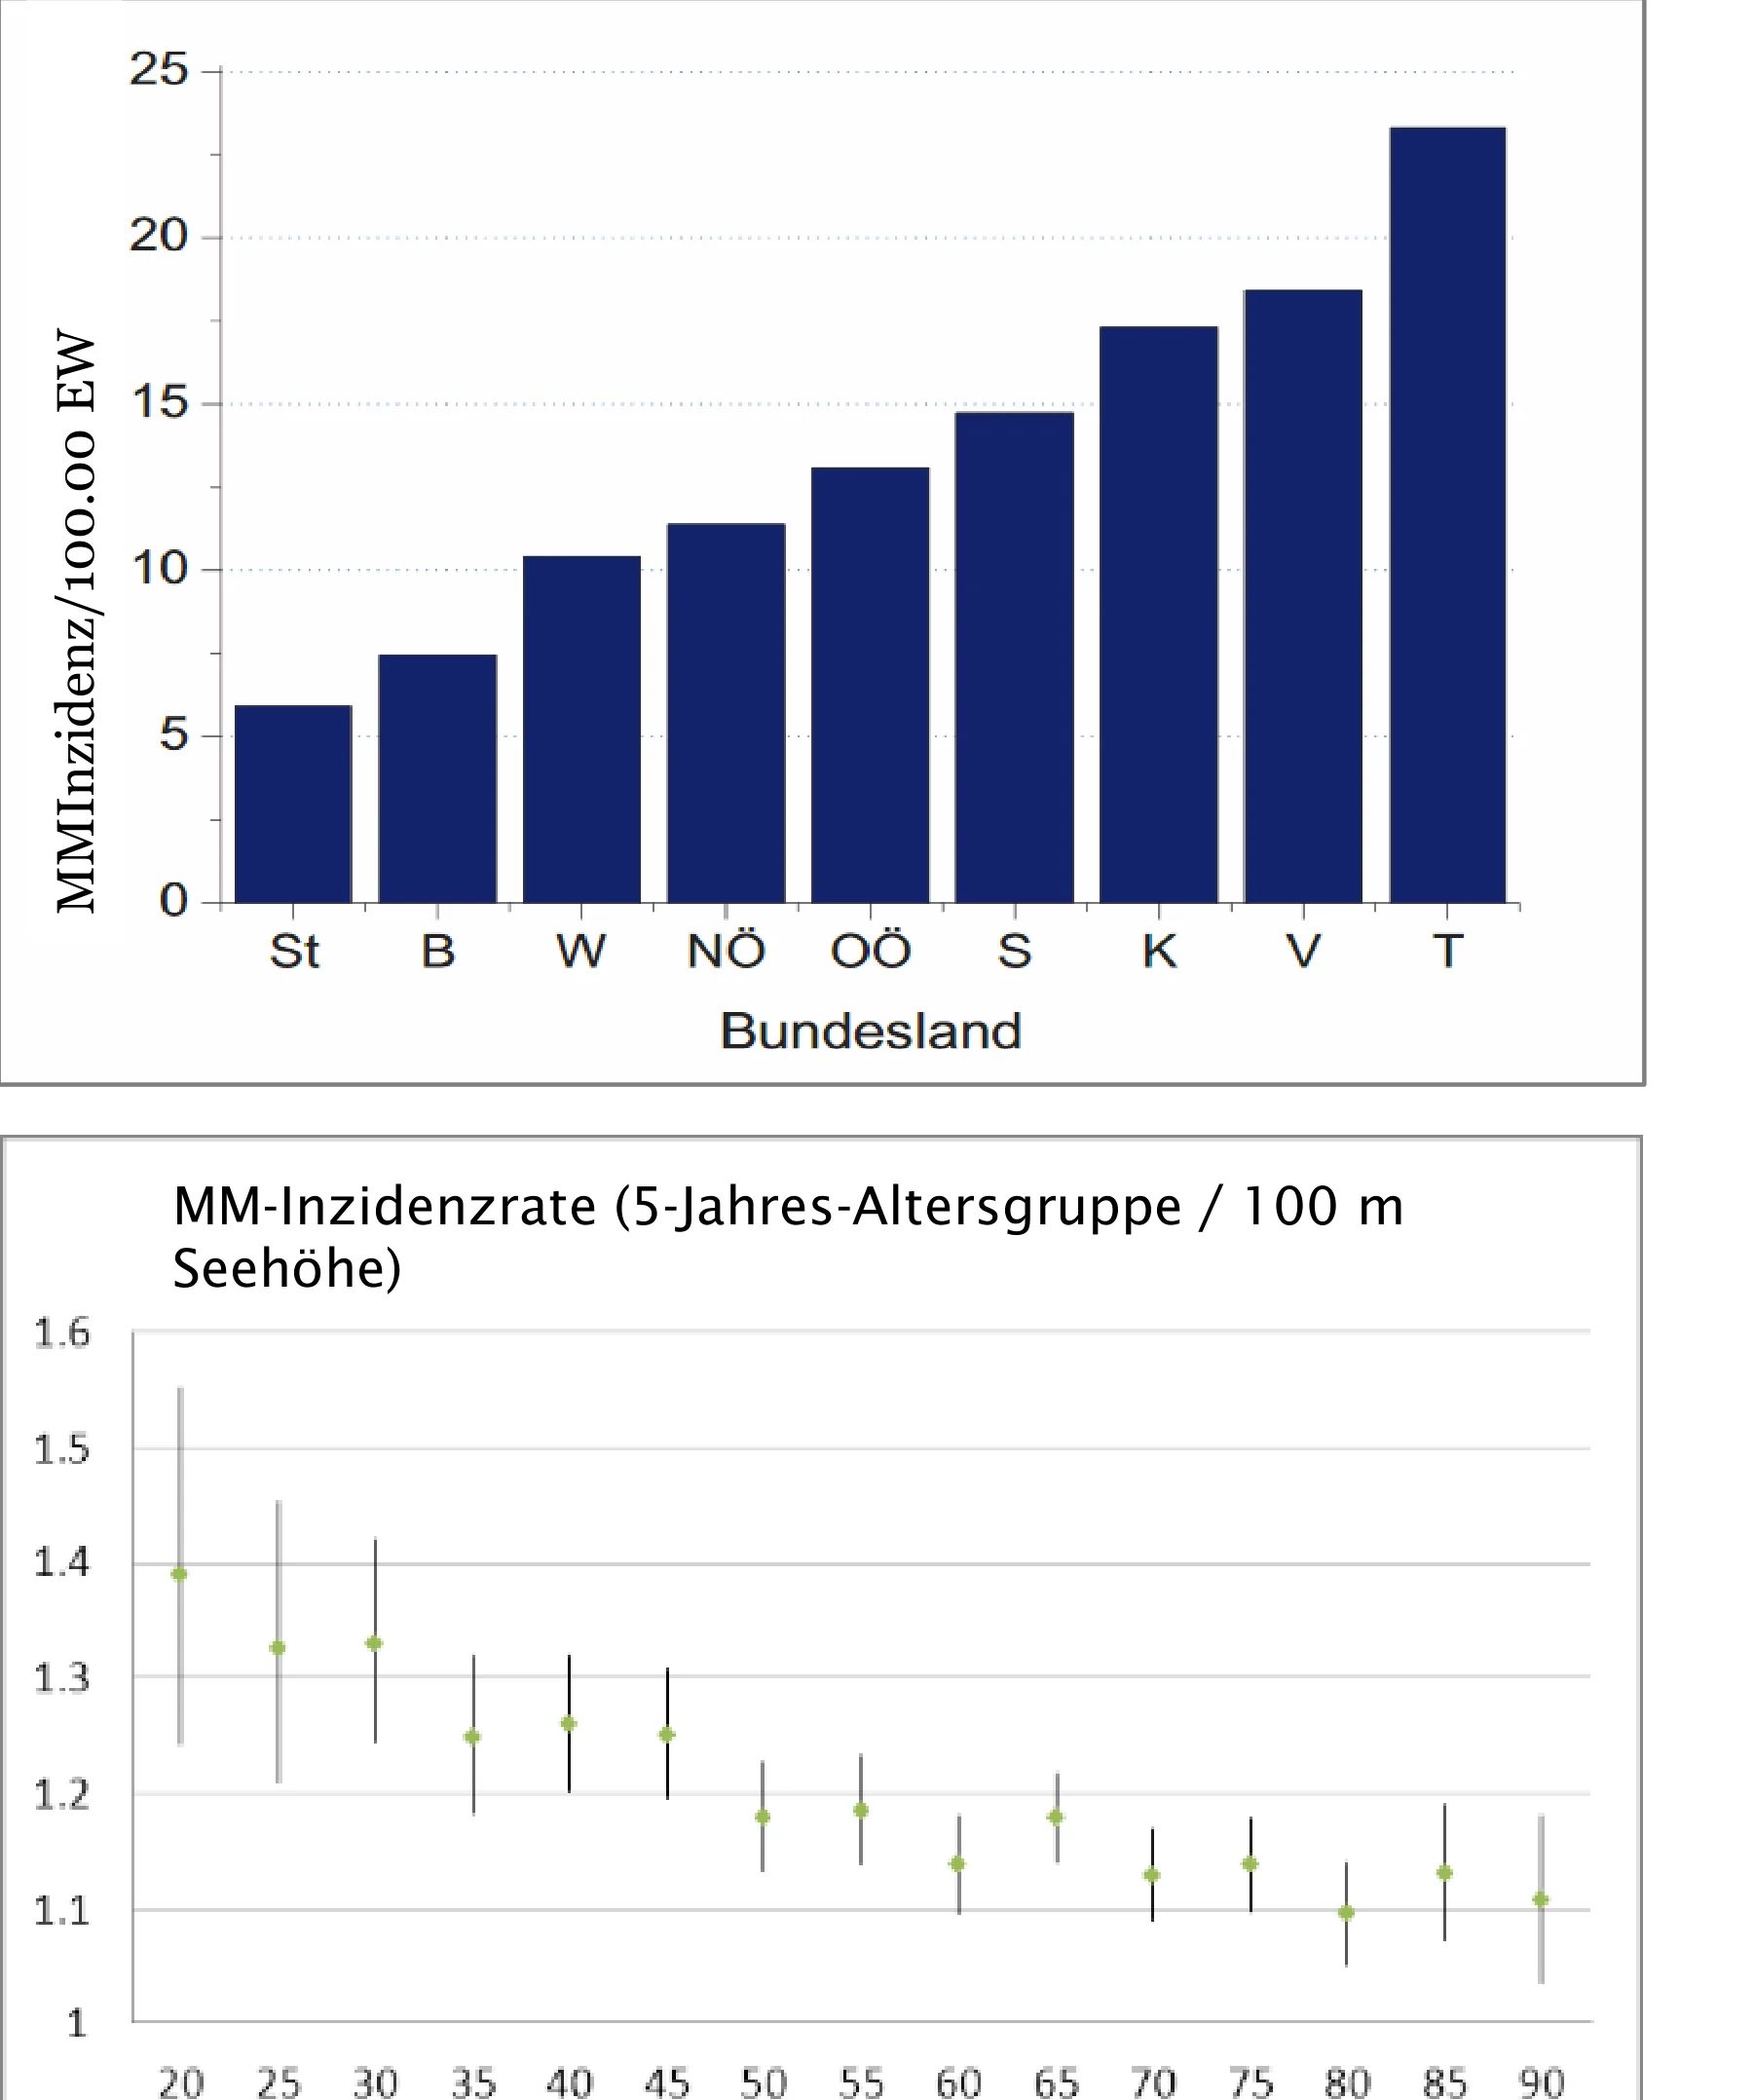 25
20
15
10
5
0
MMInzidenz/100.00 EW
St B W NÖ OÖ S K V T
Bundesland
MM-Inzidenzrate (5-Jahres-Altersgruppe / 100 m
Seehöhe)
1.6
1.5
1.4
1.3
1.2
1.1
1
20 25 30 35 40 45 50 55 60 65 70 75 80 85 90